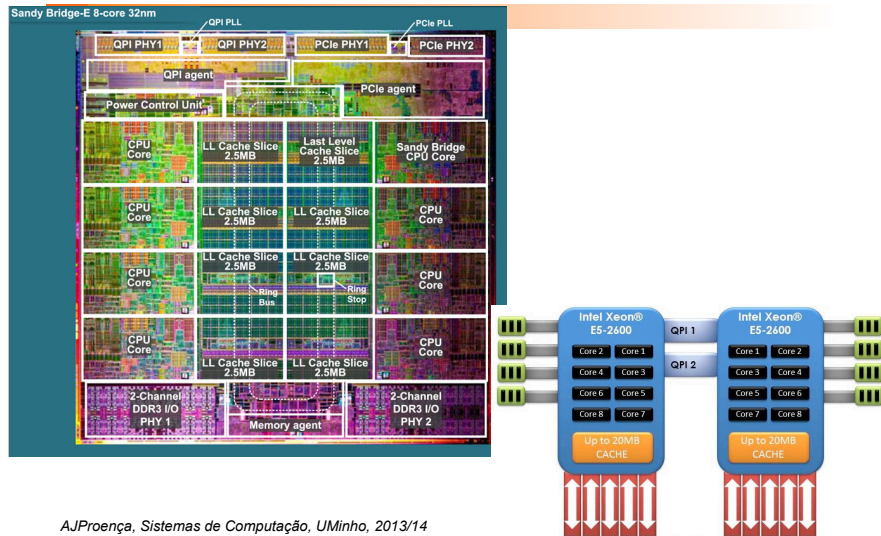 Sandy Bridge-E 8-core 32nm
QPI PLL
PCIe PLL
QPI PHY1
QPI PHY2
PCIe PHY1
PCIe PHY2
QPI agent
PCIe agent
Power Control Unit
CPU
Core
LL Cache Slice
2.5MB
Last Level
Cache Slice
2.5MB
Sandy Bridge
CPU Core
CPU
Core
LL Cache Slice
2.5MB
LL Cache Slice
2.5MB
CPU
Core
CPU
Core
LL Cache Slice
2.5MB
LL Cache Slice
2.5MB
CPU
Core
Ring
Bus
Ring
Stop
CPU
Core
LL Cache Slice
2.5MB
LL Cache Slice
2.5MB
CPU
Core
2-Channel
DDR3 I/O
PHY 1
Memory agent
2-Channel
DDR3 I/O
PHY 2
Intel Xeon®
E5-2600
QPI 1
QPI 2
Core 2 Core 1
Core 4 Core 3
Core 6 Core 5
Core 8 Core 7
Up to 20MB
CACHE
Intel Xeon®
E5-2600
Core 1 Core 2
Core 3 Core 4
Core 5 Core 6
Core 7 Core 8
Up to 20MB
CACHE
AJProença, Sistemas de Computação, UMinho, 2013/14